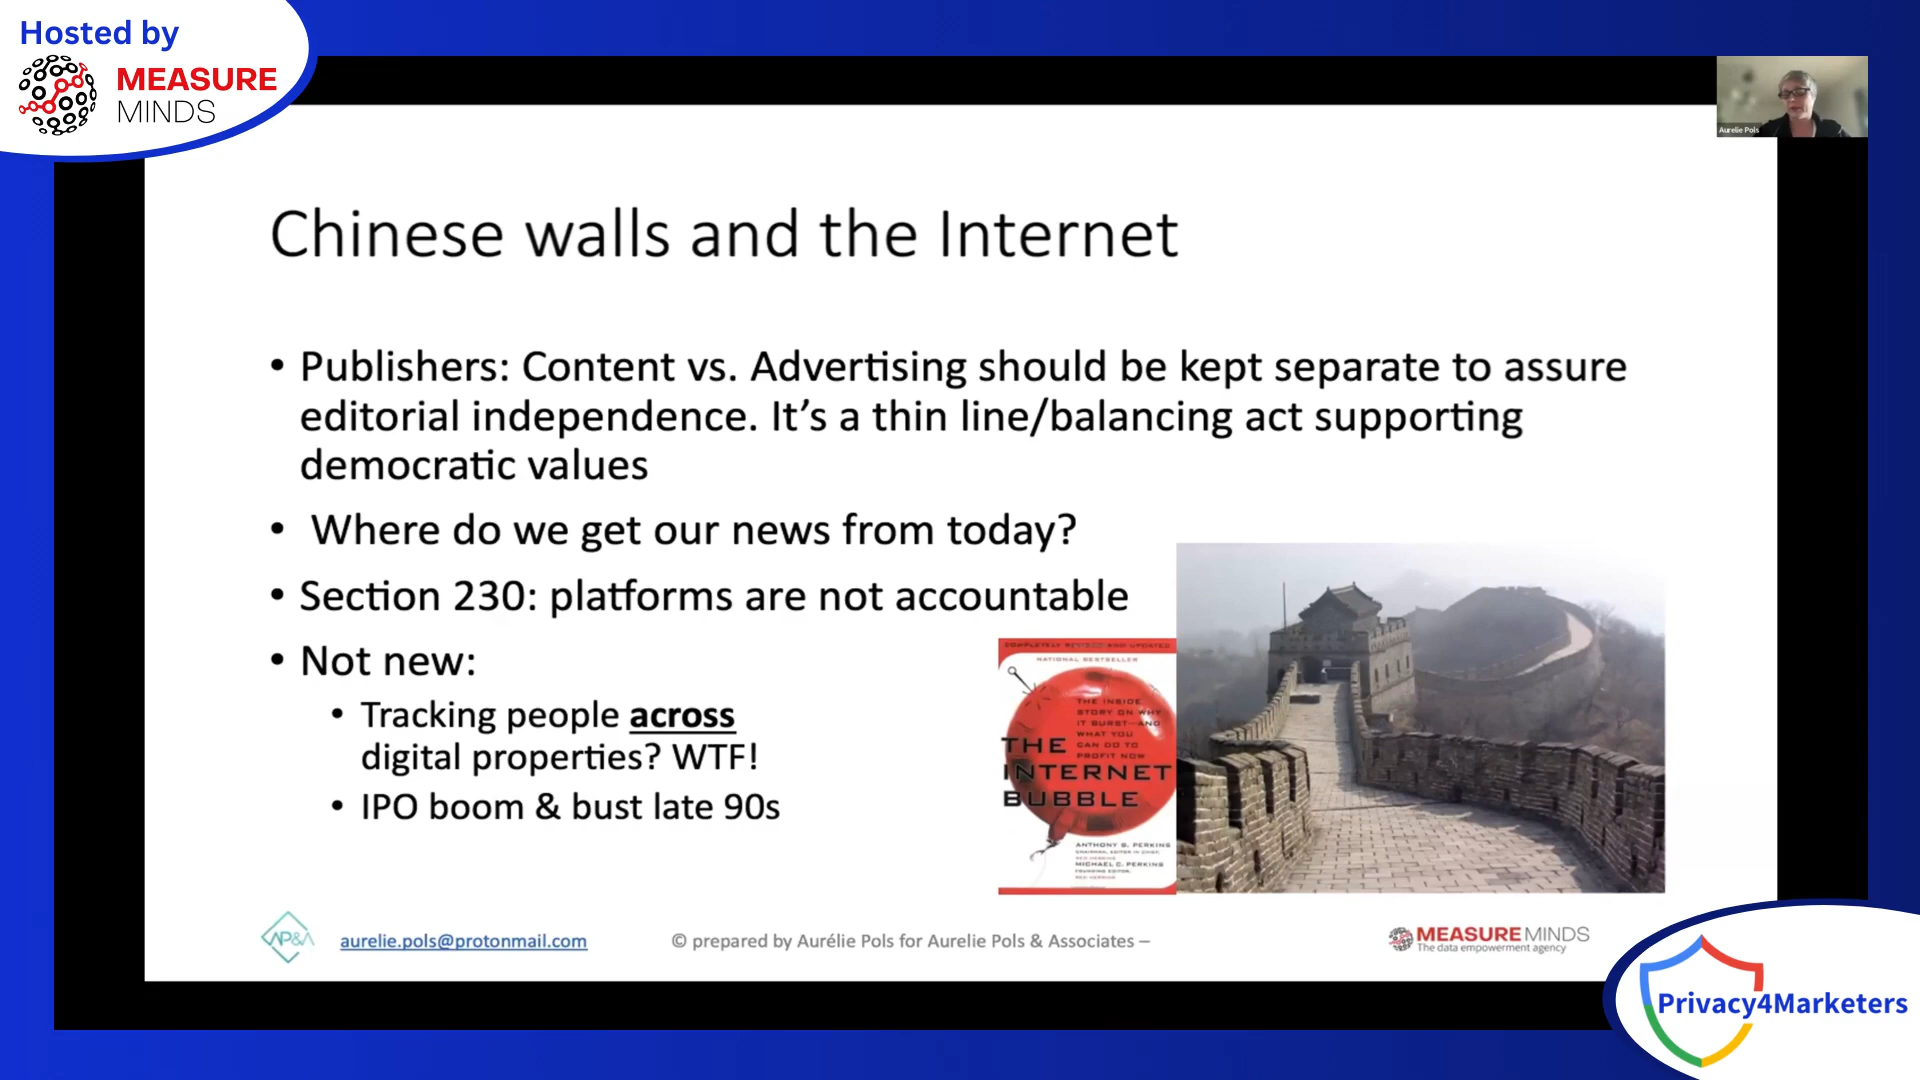 Hosted by
MEASURE
MINDS
Aurelie Pols
Chinese walls and the Internet
• Publishers: Content vs. Advertising should be kept separate to assure
editorial independence. It’s a thin line/balancing act supporting
democratic values
• Where do we get our news from today?
• Section 230: platforms are not accountable
• Not new:
• Tracking people across
digital properties? WTF!
• IPO boom & bust late 90s
COMPLETELY REVISED AND UPDATED
NATIONAL BESTSELLER
THE INSIDE
STORY ON WHY
IT BURST—AND
WHAT YOU
CAN DO TO
PROFIT NOW
THE
INTERNET
BUBBLE
ANTHONY B. PERKINS
CHAIRMAN, EDITOR IN CHIEF,
RED HERRING
MICHAEL C. PERKINS
FOUNDING EDITOR,
RED HERRING
AP&A
aurelie.pols@protonmail.com
© prepared by Aurélie Pols for Aurelie Pols & Associates –
MEASURE MINDS
The data empowerment agency
Privacy4Marketers